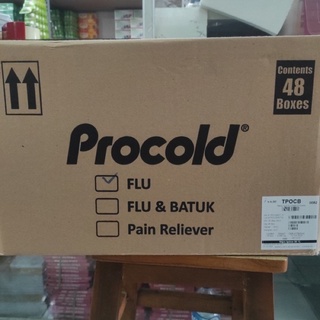 Contents
48
Boxes
Procold®
FLU
FLU & BATUK
Pain Reliever
TPOCB